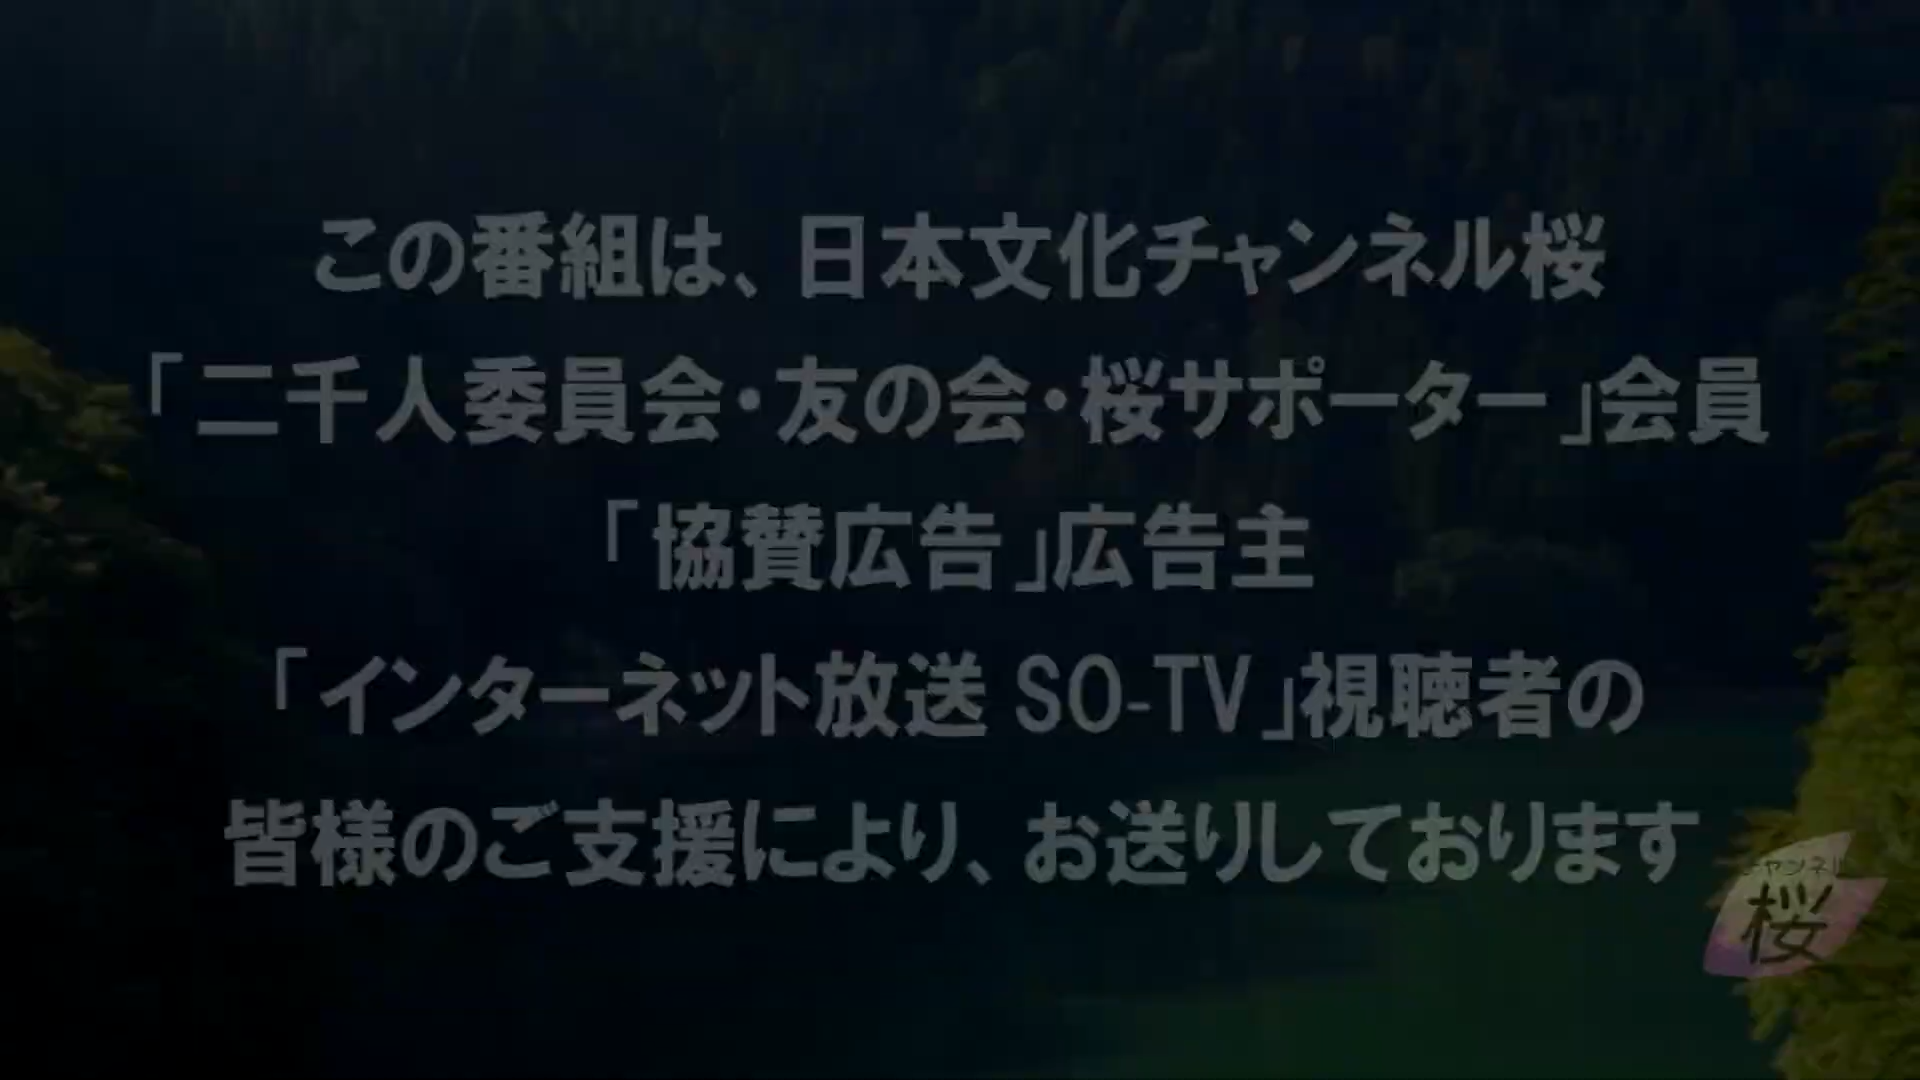 この番組は、日本文化チャンネル桜
「二千人委員会・友の会・桜サポーター」会員
「協賛広告」広告主
「インターネット放送 SO-TV」視聴者の
皆様のご支援により、お送りしております
チャンネル
桜